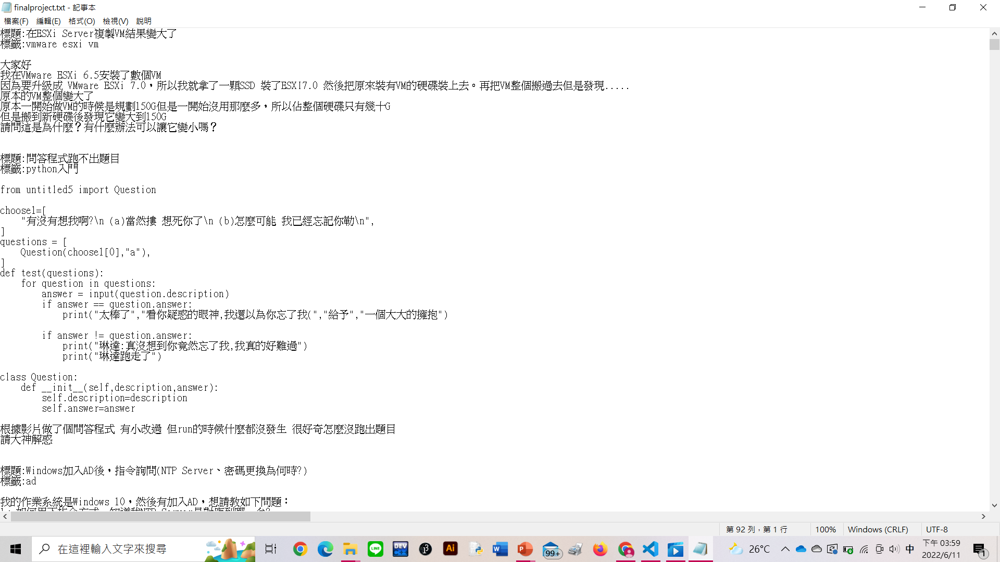 finalproject.txt - 記事本
檔案(F) 編輯(E) 格式(O) 檢視(V) 說明
標題:在ESXi Server複製VM結果變大了
標籤:vmware esxi vm
大家好
我在VMware ESXi 6.5安裝了數個VM
因為要升級成 VMware ESXi 7.0，所以我就拿了一顆SSD 裝了ESXI7.0 然後把原來裝有VM的硬碟裝上去。再把VM整個搬過去但是發現.....
原本的VM整個變大了
原本一開始做VM的時候是規劃150G但是一開始沒用那麼多，所以佔整個硬碟只有幾十G
但是搬到新硬碟後發現它變大到150G
請問這是為什麼？有什麼辦法可以讓它變小嗎？
標題:問答程式跑不出題目
標籤:python入門
from untitled5 import Question
choose1=[
    "有沒有想我啊?\n (a)當然摟 想死你了\n (b)怎麼可能 我已經忘記你勒\n",
]
questions = [
    Question(choose1[0],"a"),
]
def test(questions):
    for question in questions:
        answer = input(question.description)
        if answer == question.answer:
            print("太棒了","看你疑惑的眼神,我還以為你忘了我(","給予","一個大大的擁抱")
        if answer != question.answer:
            print("琳達:真沒想到你竟然忘了我,我真的好難過")
            print("琳達跑走了")
class Question:
    def __init__(self,description,answer):
        self.description=description
        self.answer=answer
根據影片做了個問答程式 有小改過 但run的時候什麼都沒發生 很好奇怎麼沒跑出題目
請大神解惑
標題:Windows加入AD後，指令詢問(NTP Server、密碼更換為何時?)
標籤:ad
我的作業系統是Windows 10，然後有加入AD，想請教如下問題：
第 92 列，第 1 行 100% Windows (CRLF) UTF-8
在這裡輸入文字來搜尋
LINE
DEV C++
Ai
W
P
99+
26°C
中
下午 03:59
2022/6/11
1